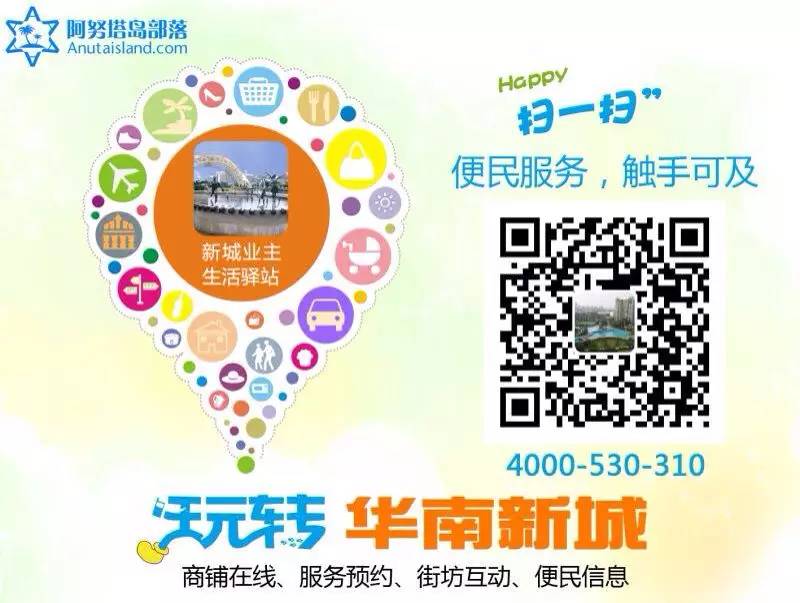 阿努塔岛部落
Anutaisland.com
Happy
扫一扫”
便民服务，触手可及
新城业主
生活驿站
4000-530-310
玩转 华南新城
商铺在线、服务预约、街坊互动、便民信息